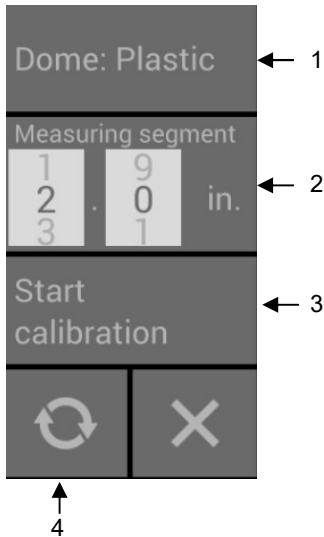 Dome: Plastic
1
Measuring segment
1 9
2 . 0 in.
3 1
2
Start
calibration
3
4